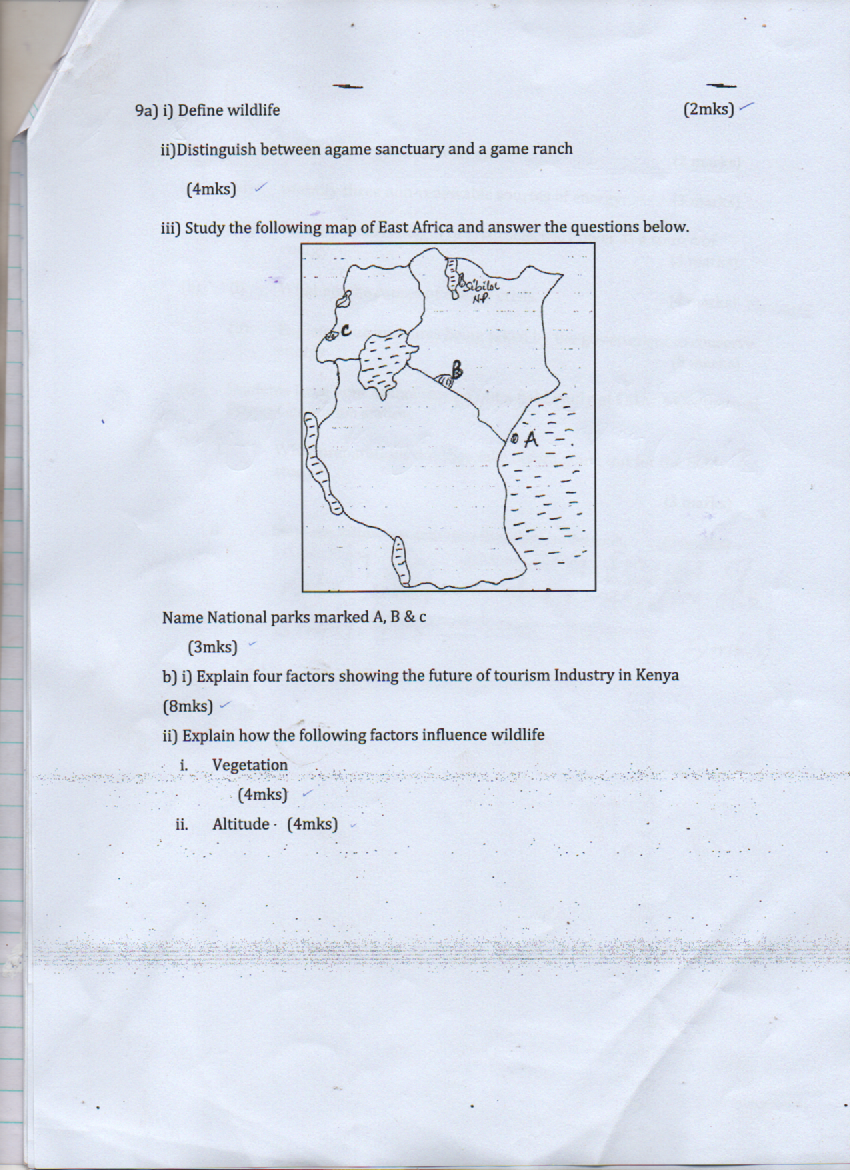 9a) i) Define wildlife (2mks)
ii)Distinguish between agame sanctuary and a game ranch
(4mks)
iii) Study the following map of East Africa and answer the questions below.
Sibiloi
N.P.
C
B
A
Name National parks marked A, B & c
(3mks)
b) i) Explain four factors showing the future of tourism Industry in Kenya
(8mks)
ii) Explain how the following factors influence wildlife
i. Vegetation
(4mks)
ii. Altitude (4mks)